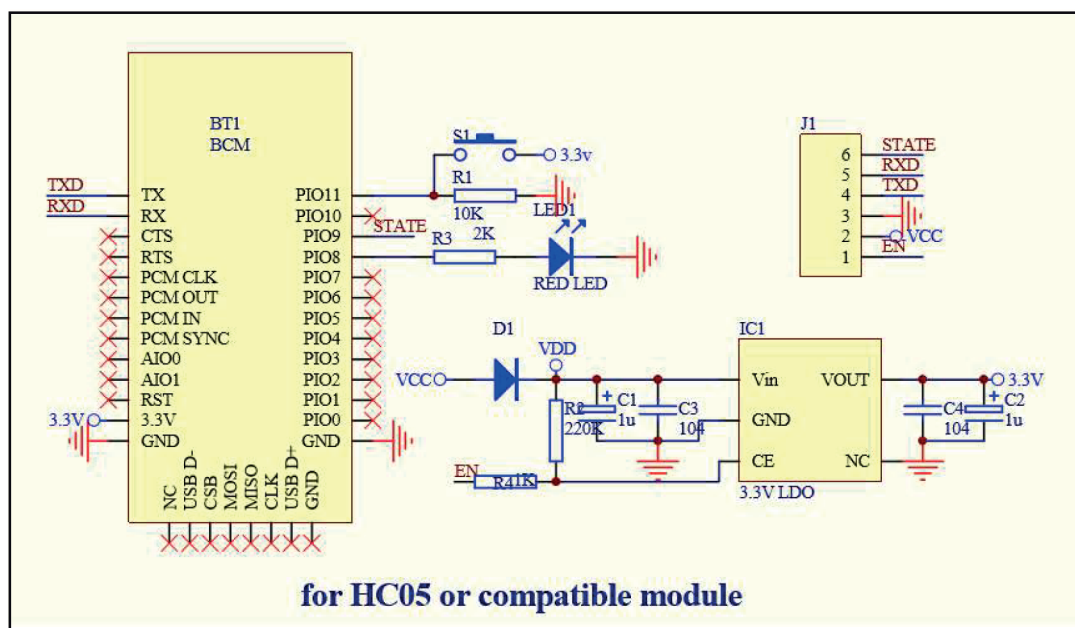 BT1
BCM
TXD
RXD
TX
RX
CTS
RTS
PCM CLK
PCM OUT
PCM IN
PCM SYNC
AIO0
AIO1
RST
3.3V
3.3V
GND
PIO11
PIO10
PIO9
PIO8
PIO7
PIO6
PIO5
PIO4
PIO3
PIO2
PIO1
PIO0
GND
NC
USB D-
CSB
MOSI
MISO
CLK
USB D+
GND
S1
3.3v
R1
10K
STATE
R3
2K
LED1
RED LED
J1
6 STATE
5 RXD
4 TXD
3
2 VCC
1 EN
D1
VCC
VDD
R2
220K
C1
1u
C3
104
EN
R4 1K
IC1
Vin
VOUT
GND
CE
NC
3.3V LDO
3.3V
C4
104
C2
1u
+
+
for HC05 or compatible module